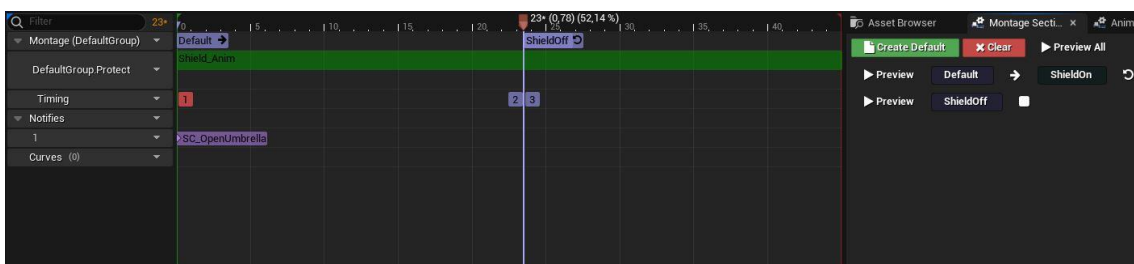 Filter 23* 23* (0,78) (52,14 %)
0 5 10 15 20 25 30 35 40
Montage (DefaultGroup) Default ShieldOff
Shield_Anim
DefaultGroup.Protect
Timing 1 2 3
Notifies
1 SC_OpenUmbrella
Curves (0)
Asset Browser Montage Secti... × Anim
Create Default Clear Preview All
Preview Default ShieldOn
Preview ShieldOff